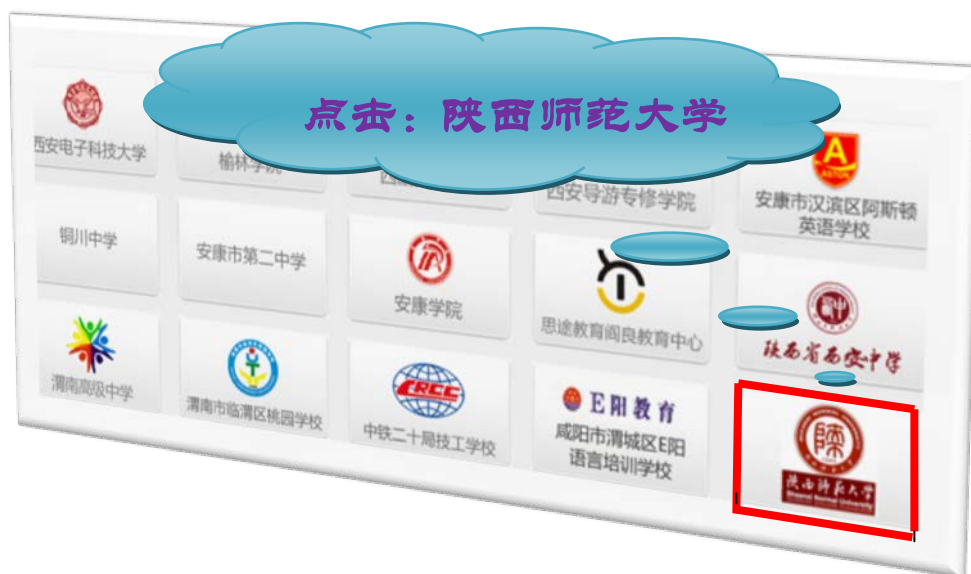 点击：陕西师范大学
西安电子科技大学
榆林学院
西安导游专修学院
A
ASTON
安康市汉滨区阿斯顿
英语学校
铜川中学
安康市第二中学
安康学院
思途教育阎良教育中心
陕西省西安中学
渭南高级中学
渭南市临渭区桃园学校
CRCC
中铁二十局技工学校
E阳教育
咸阳市渭城区E阳
语言培训学校
陕西师范大学
Shaanxi Normal University